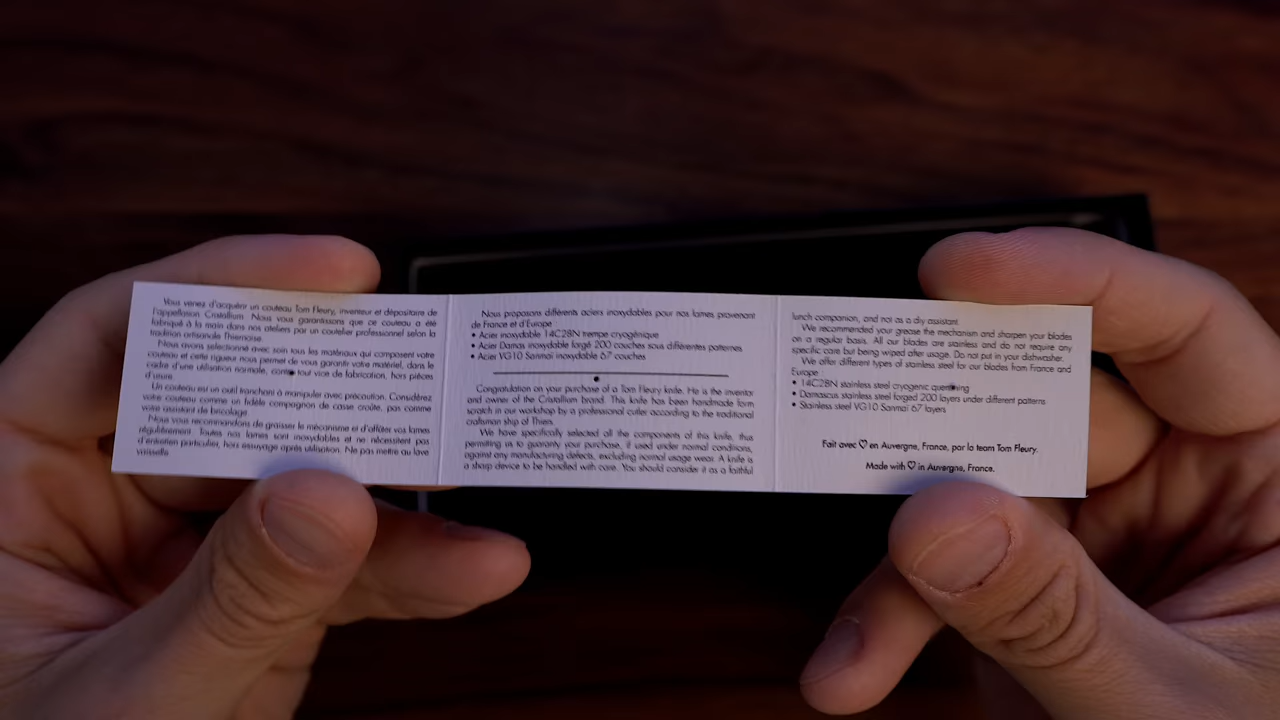 Vous venez d'acquérir un couteau Tom Fleury, inventeur et dépositaire de
l'appellation Cristallium. Nous vous garantissons que ce couteau a été
fabriqué à la main dans nos ateliers par un coutelier professionnel selon la
tradition artisanale Thiernoise.
Nous avons sélectionné avec soin tous les matériaux qui composent votre
couteau et cette rigueur nous permet de vous garantir votre matériel, dans le
cadre d'une utilisation normale, contre tout vice de fabrication, hors pièces
d'usure.
Un couteau est un outil tranchant à manipuler avec précaution. Considérez
votre couteau comme un fidèle compagnon de casse croûte, pas comme
votre assistant de bricolage.
Nous vous recommandons de graisser le mécanisme et d'affûter vos lames
régulièrement. Toutes nos lames sont inoxydables et ne nécessitent pas
d'entretien particulier, hors essuyage après utilisation. Ne pas mettre au lave
vaisselle.
Nous proposons différents aciers inoxydables pour nos lames provenant
de France et d'Europe
• Acier inoxydable 14C28N trempe cryogénique
• Acier Damas inoxydable forgé 200 couches sous différentes patternes
• Acier VG10 Sanmaï inoxydable 67 couches
Congratulation on your purchase of a Tom Fleury knife. He is the inventor
and owner of the Cristallium brand. This knife has been handmade form
scratch in our workshop by a professional cutler according to the traditional
craftsman ship of Thiers.
We have specifically selected all the components of this knife, thus
permitting us to guaranty your purchase, if used under normal conditions,
against any manufacturing defects, excluding normal usage wear. A knife is
a sharp device to be handled with care. You should consider it as a faithful
lunch companion, and not as a diy assistant.
We recommended your grease the mechanism and sharpen your blades
on a regular basis. All our blades are stainless and do not require any
specific care but being wiped after usage. Do not put in your dishwasher.
We offer different types of stainless steel for our blades from France and
Europe
• 14C28N stainless steel cryogenic quenching
• Damascus stainless steel forged 200 layers under different patterns
• Stainless steel VG10 Sanmaï 67 layers
Fait avec ♡ en Auvergne, France, par la team Tom Fleury.
Made with ♡ in Auvergne, France.